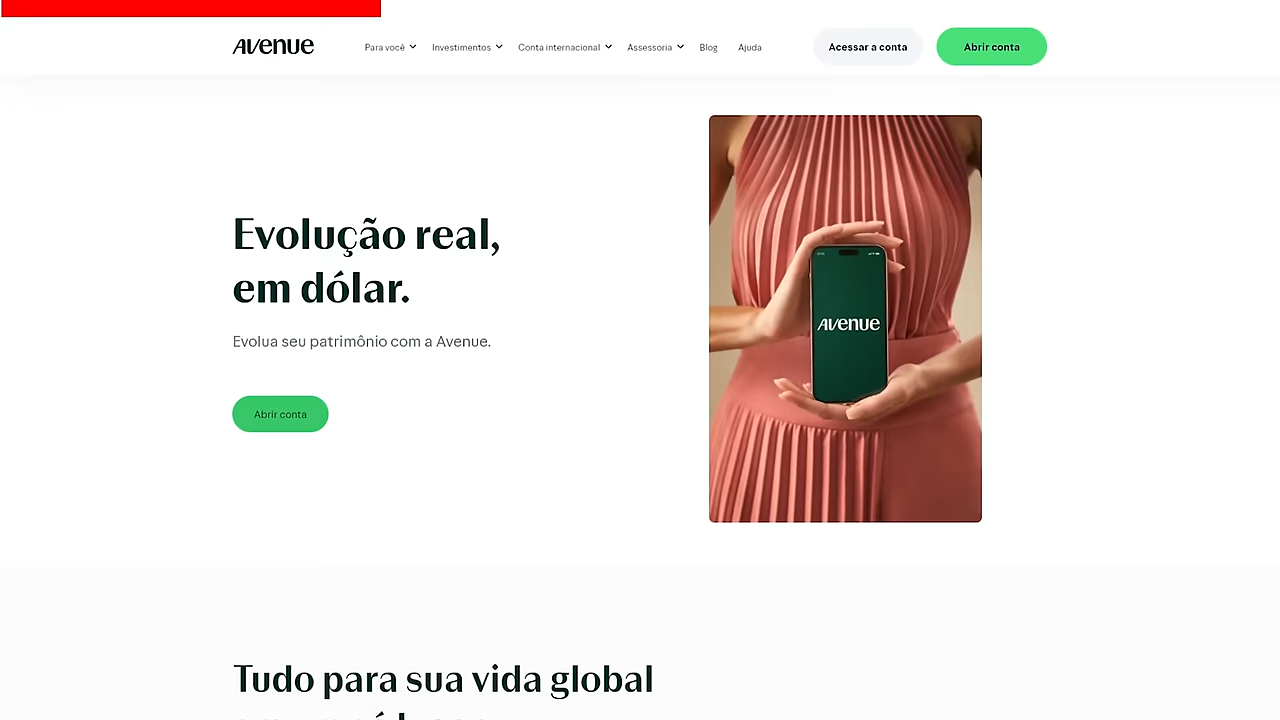 AVENUE
Para você
Investimentos
Conta internacional
Assessoria
Blog
Ajuda
Acessar a conta
Abrir conta
Evolução real,
em dólar.
Evolua seu patrimônio com a Avenue.
Abrir conta
AVENUE
Tudo para sua vida global